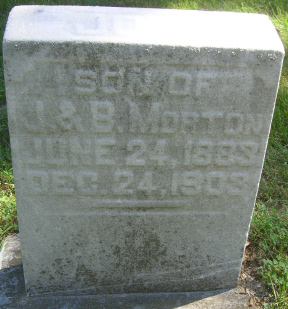 SON OF
J. & B. MORTON
JUNE 24, 1883
DEC. 24, 1903